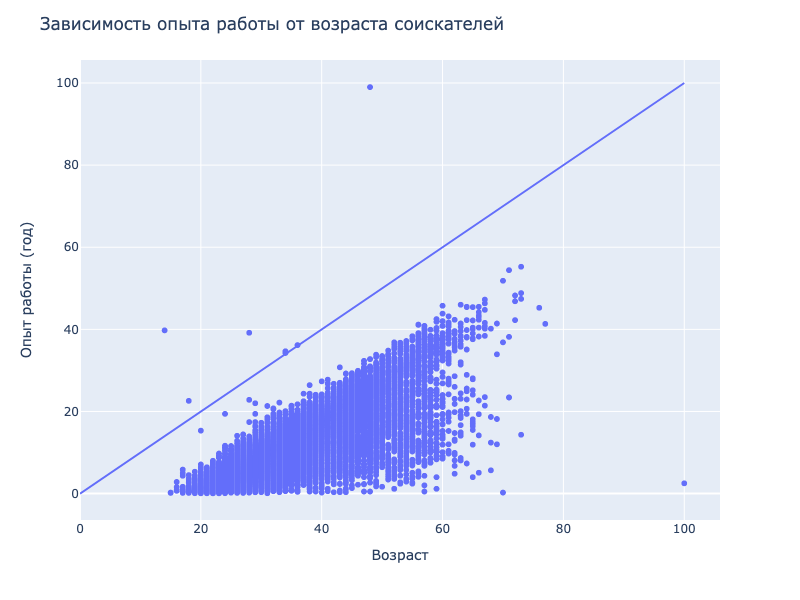 Зависимость опыта работы от возраста соискателей
Опыт работы (год)
100
80
60
40
20
0
0 20 40 60 80 100
Возраст